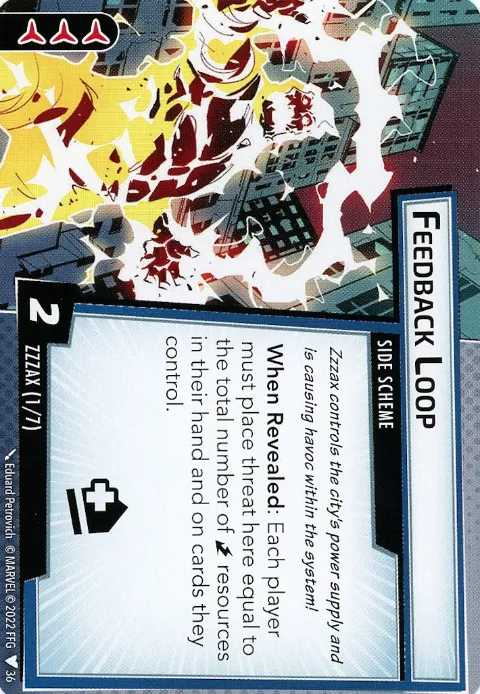 FEEDBACK LOOP
SIDE SCHEME
Zzzax controls the city's power supply and
is causing havoc within the system!
When Revealed: Each player
must place threat here equal to
the total number of resources
in their hand and on cards they
control.
2
ZZZAX (1/7)
Eduard Petrovich © MARVEL © 2022 FFG 36